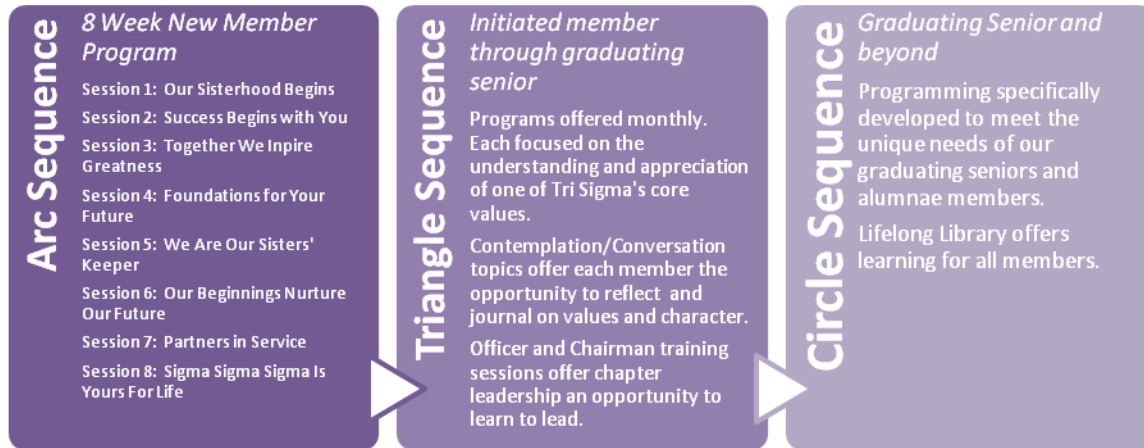 Arc Sequence
8 Week New Member
Program
Session 1: Our Sisterhood Begins
Session 2: Success Begins with You
Session 3: Together We Inpire
Greatness
Session 4: Foundations for Your
Future
Session 5: We Are Our Sisters'
Keeper
Session 6: Our Beginnings Nurture
Our Future
Session 7: Partners in Service
Session 8: Sigma Sigma Sigma Is
Yours For Life
Triangle Sequence
Initiated member
through graduating
senior
Programs offered monthly.
Each focused on the
understanding and appreciation
of one of Tri Sigma's core
values.
Contemplation/Conversation
topics offer each member the
opportunity to reflect and
journal on values and character.
Officer and Chairman training
sessions offer chapter
leadership an opportunity to
learn to lead.
Circle Sequence
Graduating Senior and
beyond
Programming specifically
developed to meet the
unique needs of our
graduating seniors and
alumnae members.
Lifelong Library offers
learning for all members.